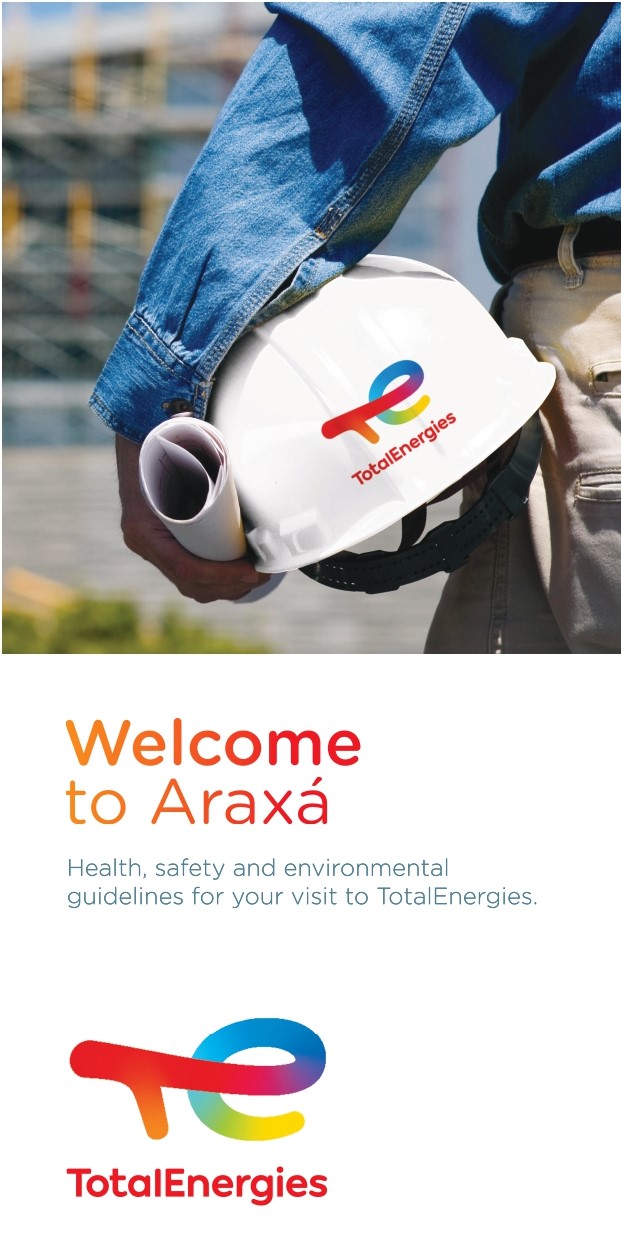 TotalEnergies
Welcome
to Araxá
Health, safety and environmental
guidelines for your visit to TotalEnergies.
TotalEnergies